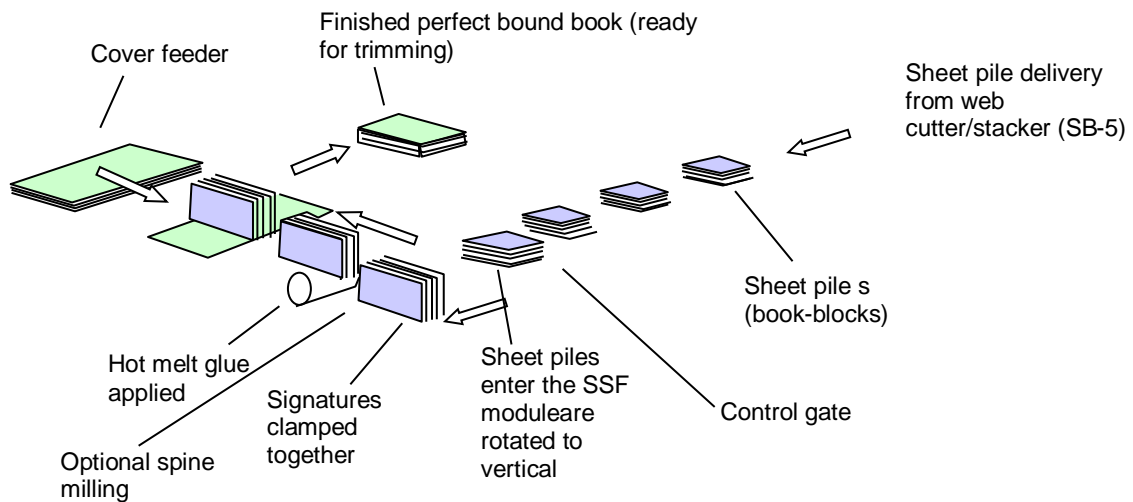 Finished perfect bound book (ready
for trimming)
Cover feeder
Sheet pile delivery
from web
cutter/stacker (SB-5)
Sheet pile s
(book-blocks)
Hot melt glue
applied
Signatures
clamped
together
Sheet piles
enter the SSF
moduleare
rotated to
vertical
Control gate
Optional spine
milling